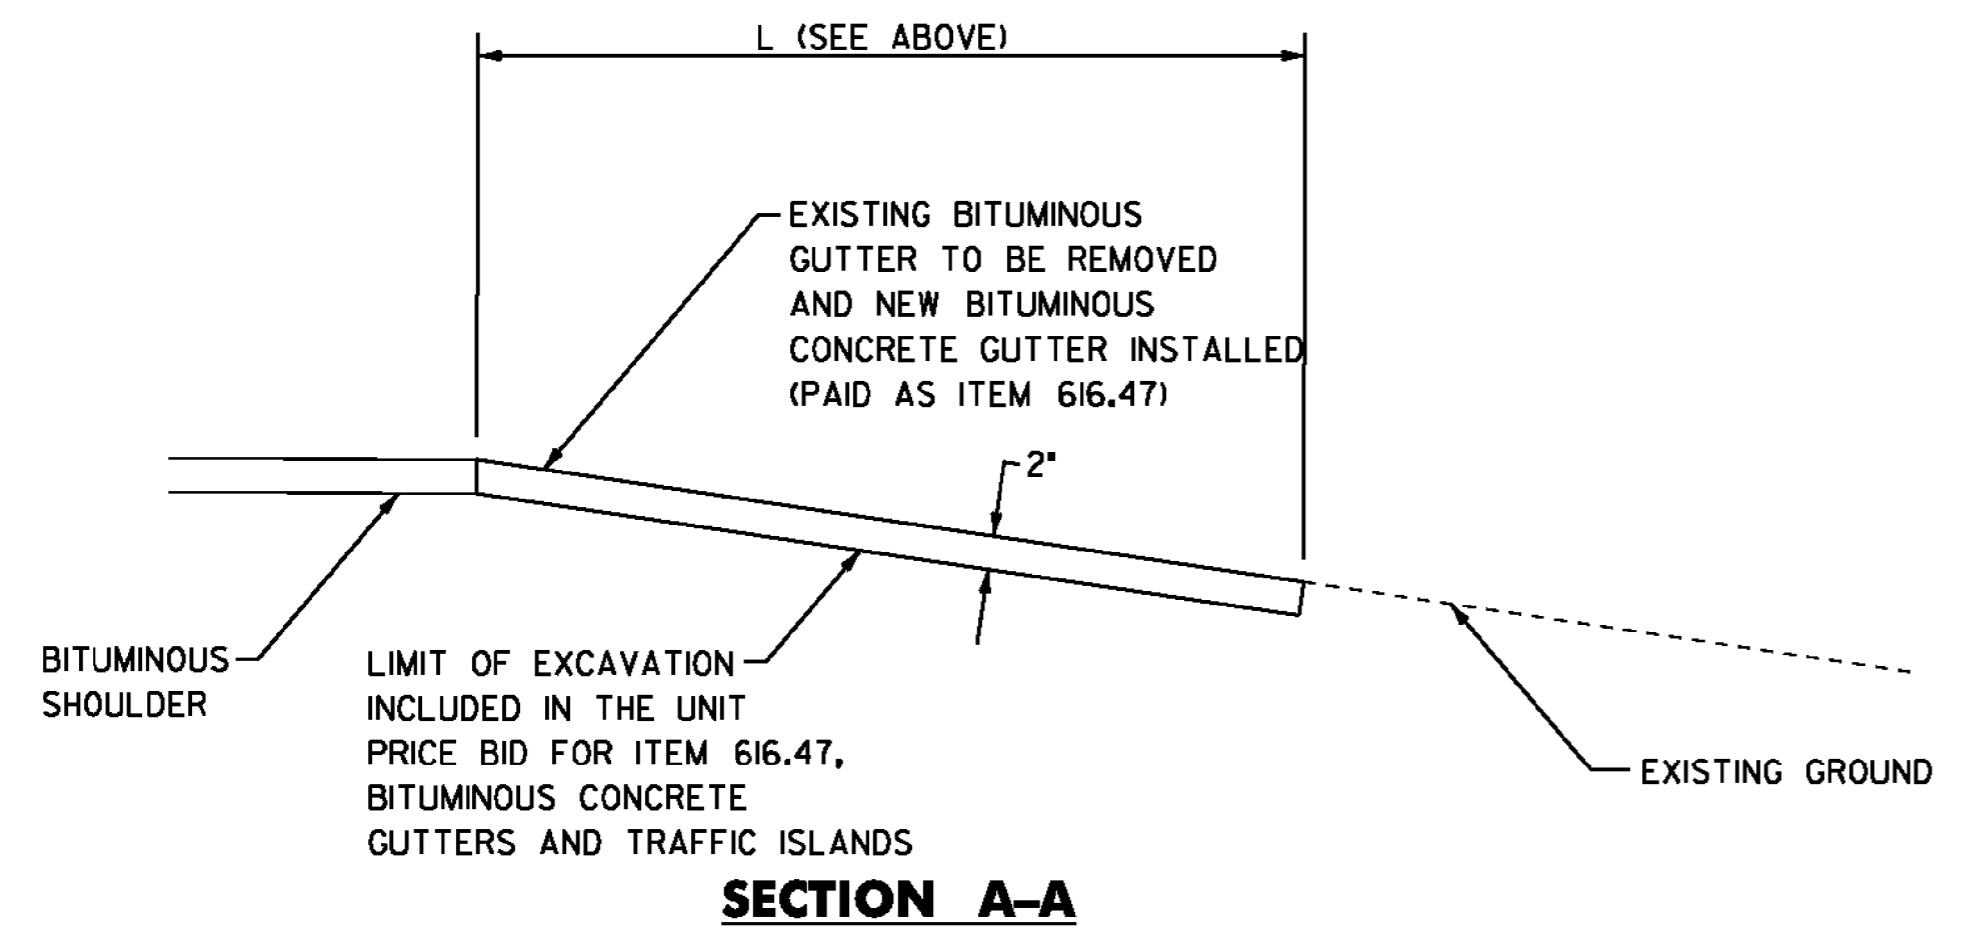 L (SEE ABOVE)
EXISTING BITUMINOUS
GUTTER TO BE REMOVED
AND NEW BITUMINOUS
CONCRETE GUTTER INSTALLED
(PAID AS ITEM 616.47)
2"
BITUMINOUS
SHOULDER
LIMIT OF EXCAVATION
INCLUDED IN THE UNIT
PRICE BID FOR ITEM 616.47,
BITUMINOUS CONCRETE
GUTTERS AND TRAFFIC ISLANDS
EXISTING GROUND
SECTION A-A